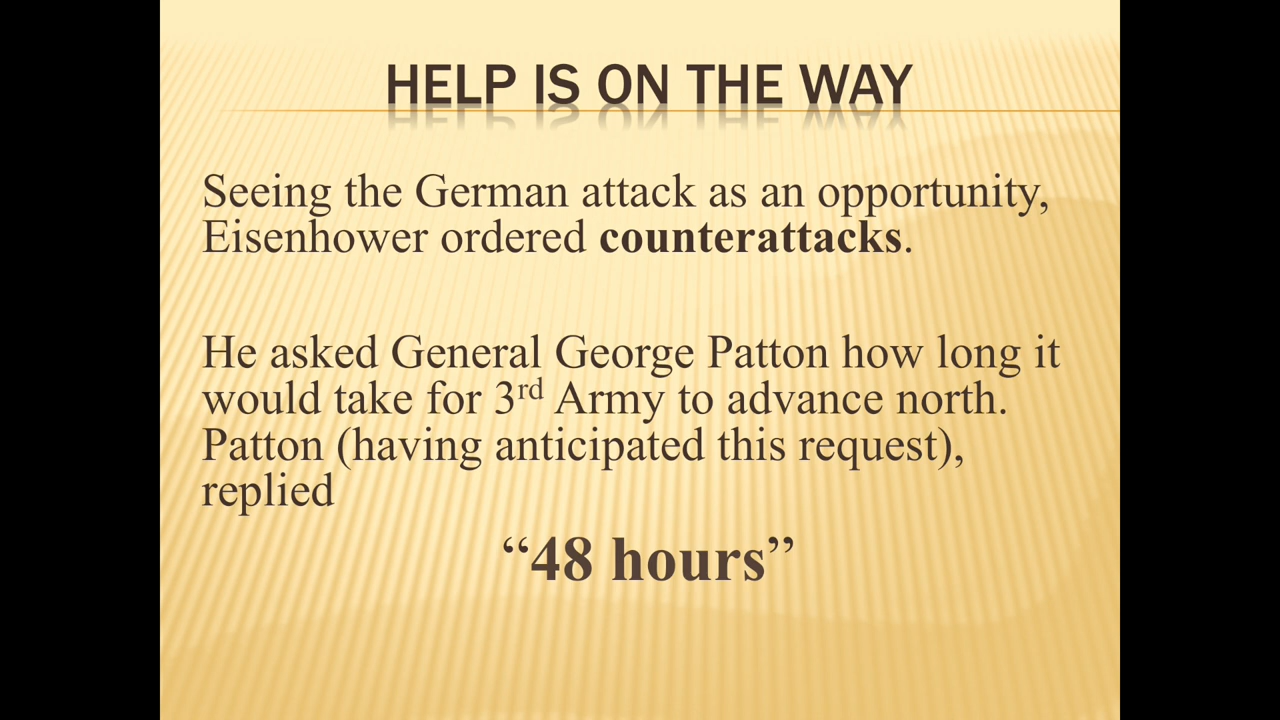 HELP IS ON THE WAY
Seeing the German attack as an opportunity,
Eisenhower ordered counterattacks.
He asked General George Patton how long it
would take for 3rd Army to advance north.
Patton (having anticipated this request),
replied
“48 hours”